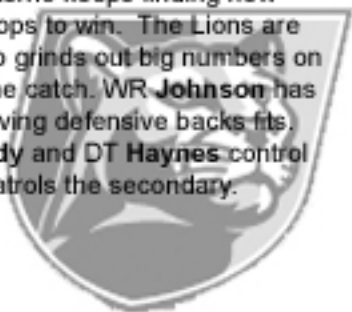 ops to win. The Lions are
grinds out big numbers on
e catch. WR Johnson has
ving defensive backs fits.
dy and DT Haynes control
atrols the secondary.